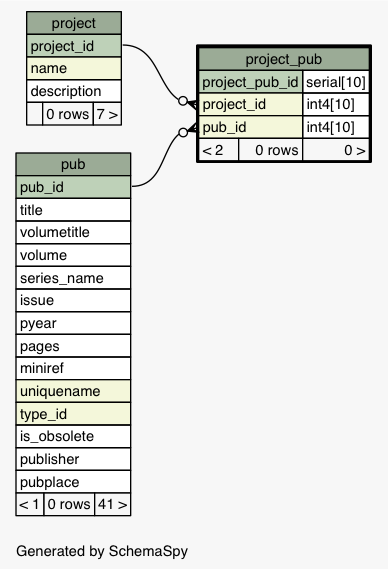 project
project_id
name
description
0 rows 7 >
project_pub
project_pub_id serial[10]
project_id int4[10]
pub_id int4[10]
< 2 0 rows 0 >
pub
pub_id
title
volumetitle
volume
series_name
issue
pyear
pages
miniref
uniquename
type_id
is_obsolete
publisher
pubplace
< 1 0 rows 41 >
Generated by SchemaSpy